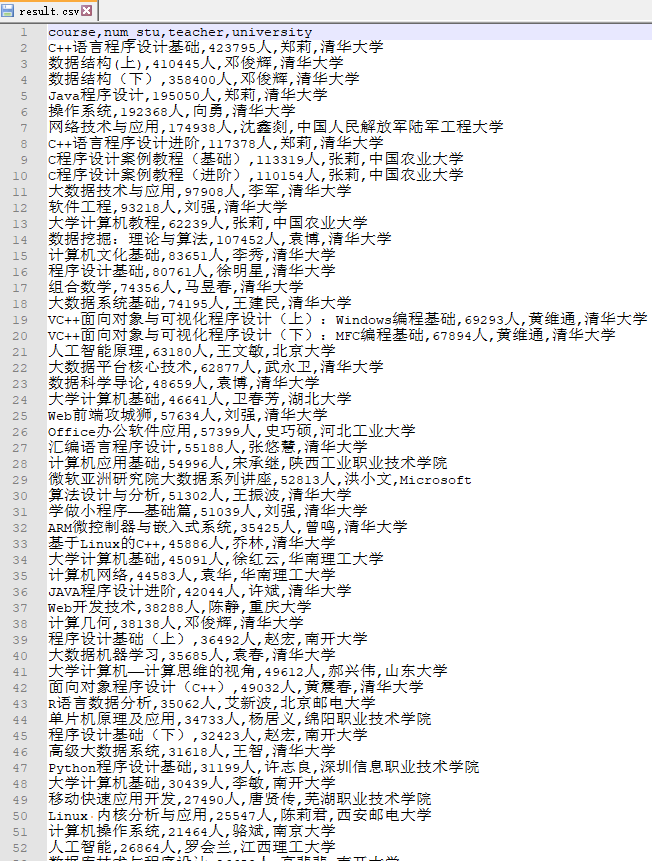 result.csv
1 course,num_stu,teacher,university
2 C++语言程序设计基础,423795人,郑莉,清华大学
3 数据结构(上),410445人,邓俊辉,清华大学
4 数据结构（下）,358400人,邓俊辉,清华大学
5 Java程序设计,195050人,郑莉,清华大学
6 操作系统,192368人,向勇,清华大学
7 网络技术与应用,174938人,沈鑫剡,中国人民解放军陆军工程大学
8 C++语言程序设计进阶,117378人,郑莉,清华大学
9 C程序设计案例教程（基础）,113319人,张莉,中国农业大学
10 C程序设计案例教程（进阶）,110154人,张莉,中国农业大学
11 大数据技术与应用,97908人,李军,清华大学
12 软件工程,93218人,刘强,清华大学
13 大学计算机教程,62239人,张莉,中国农业大学
14 数据挖掘：理论与算法,107452人,袁博,清华大学
15 计算机文化基础,83651人,李秀,清华大学
16 程序设计基础,80761人,徐明星,清华大学
17 组合数学,74356人,马昱春,清华大学
18 大数据系统基础,74195人,王建民,清华大学
19 VC++面向对象与可视化程序设计（上）：Windows编程基础,69293人,黄维通,清华大学
20 VC++面向对象与可视化程序设计（下）：MFC编程基础,67894人,黄维通,清华大学
21 人工智能原理,63180人,王文敏,北京大学
22 大数据平台核心技术,62877人,武永卫,清华大学
23 数据科学导论,48659人,袁博,清华大学
24 大学计算机基础,46641人,卫春芳,湖北大学
25 Web前端攻城狮,57634人,刘强,清华大学
26 Office办公软件应用,57399人,史巧硕,河北工业大学
27 汇编语言程序设计,55188人,张悠慧,清华大学
28 计算机应用基础,54996人,宋承继,陕西工业职业技术学院
29 微软亚洲研究院大数据系列讲座,52813人,洪小文,Microsoft
30 算法设计与分析,51302人,王振波,清华大学
31 学做小程序——基础篇,51039人,刘强,清华大学
32 ARM微控制器与嵌入式系统,35425人,曾鸣,清华大学
33 基于Linux的C++,45886人,乔林,清华大学
34 大学计算机基础,45091人,徐红云,华南理工大学
35 计算机网络,44583人,袁华,华南理工大学
36 JAVA程序设计进阶,42044人,许斌,清华大学
37 Web开发技术,38288人,陈静,重庆大学
38 计算几何,38138人,邓俊辉,清华大学
39 程序设计基础（上）,36492人,赵宏,南开大学
40 大数据机器学习,35685人,袁春,清华大学
41 大学计算机—计算思维的视角,49612人,郝兴伟,山东大学
42 面向对象程序设计（C++）,49032人,黄震春,清华大学
43 R语言数据分析,35062人,艾新波,北京邮电大学
44 单片机原理及应用,34733人,杨居义,绵阳职业技术学院
45 程序设计基础（下）,32423人,赵宏,南开大学
46 高级大数据系统,31618人,王智,清华大学
47 Python程序设计基础,31199人,许志良,深圳信息职业技术学院
48 大学计算机基础,30439人,李敏,南开大学
49 移动快速应用开发,27490人,唐贤传,芜湖职业技术学院
50 Linux 内核分析与应用,25547人,陈莉君,西安邮电大学
51 计算机操作系统,21464人,骆斌,南京大学
52 人工智能,26864人,罗会兰,江西理工大学